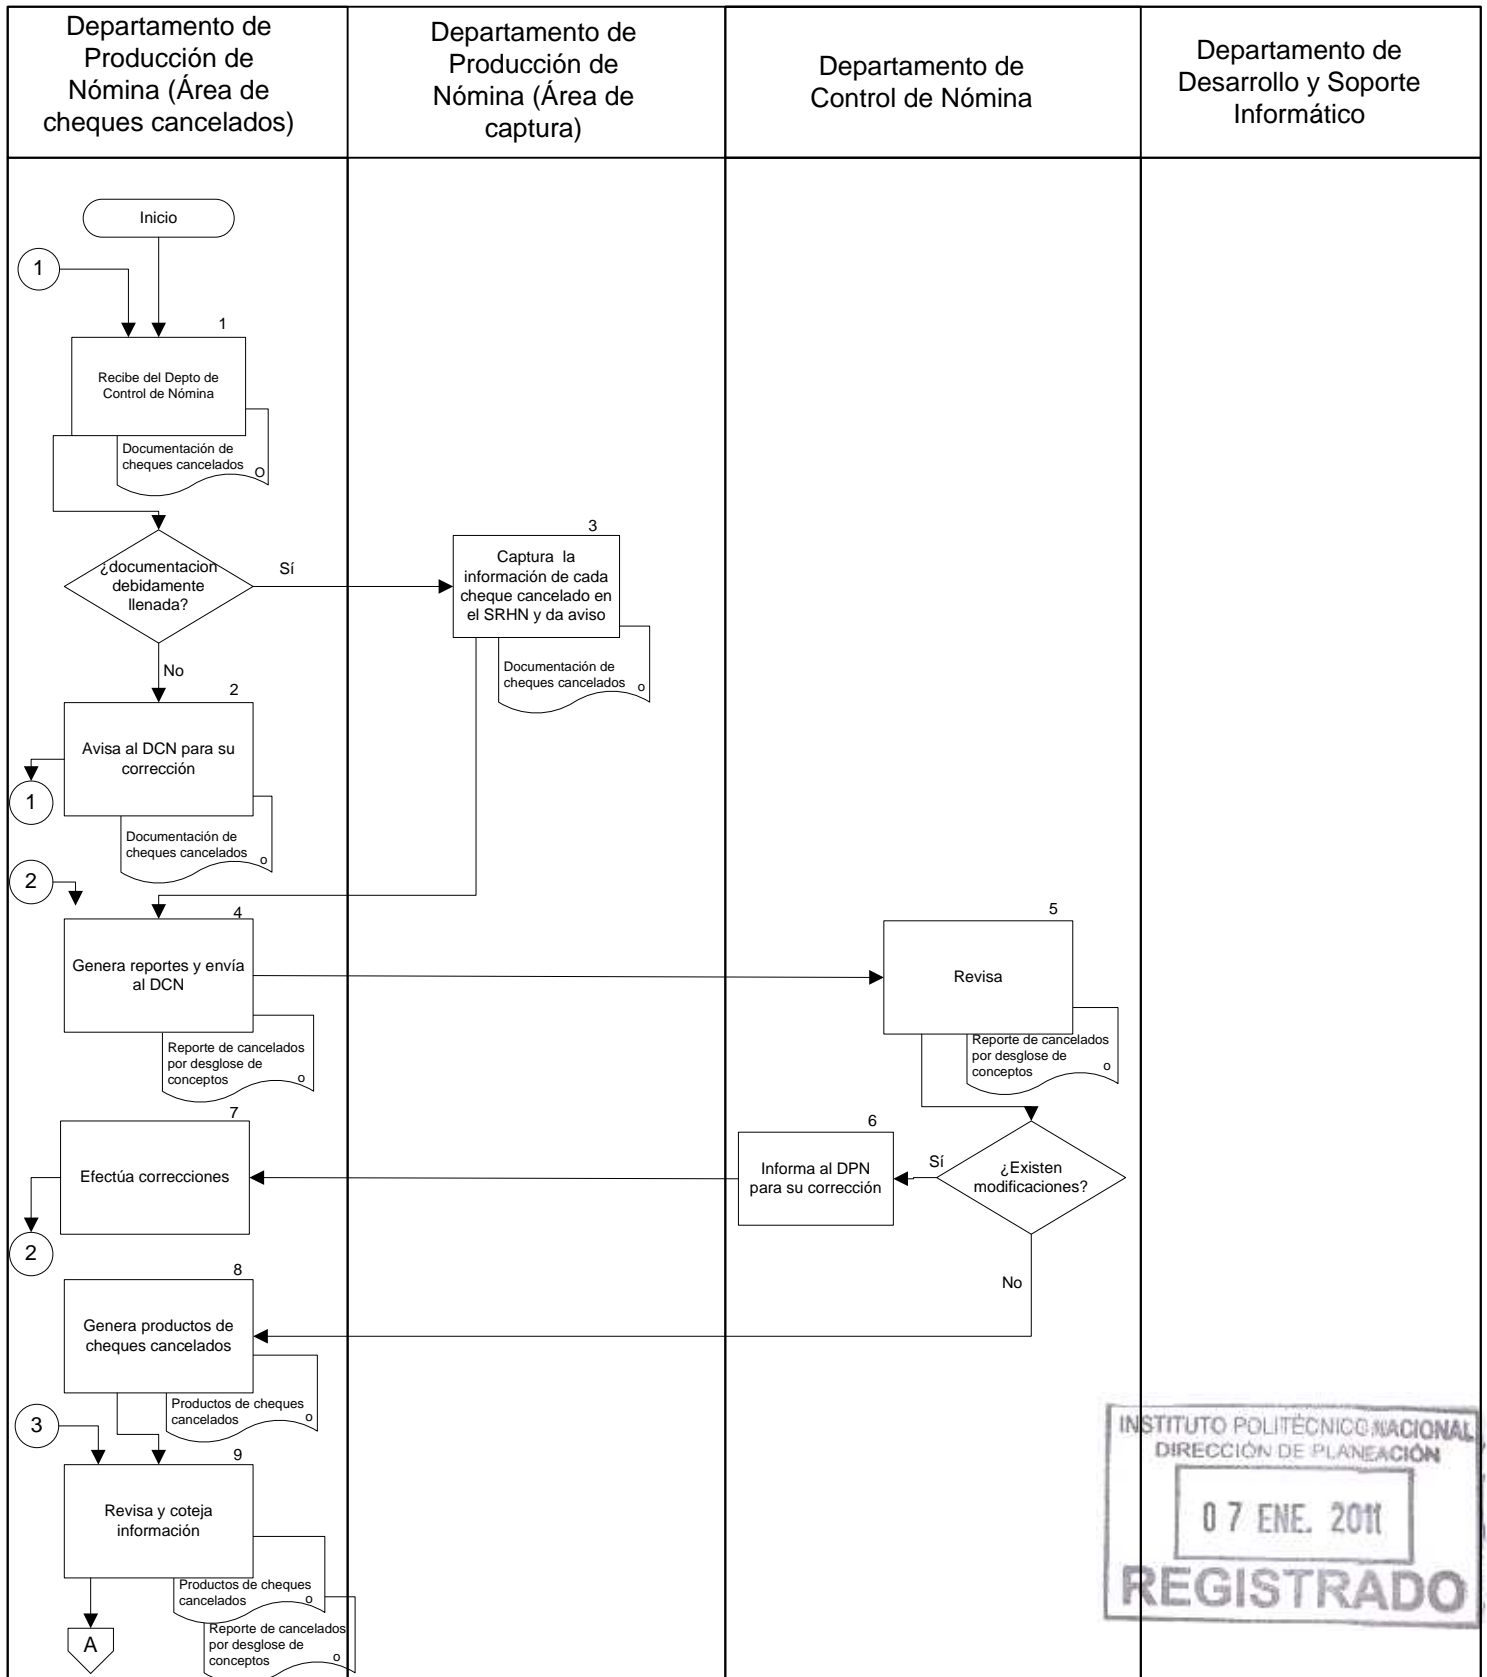 Departamento de
Producción de
Nómina (Área de
cheques cancelados)
Departamento de
Producción de
Nómina (Área de
captura)
Departamento de
Control de Nómina
Departamento de
Desarrollo y Soporte
Informático
Inicio
1
1
Recibe del Depto de
Control de Nómina
Documentación de
cheques cancelados
O
¿documentacion
debidamente
llenada?
Sí
No
3
Captura la
información de cada
cheque cancelado en
el SRHN y da aviso
Documentación de
cheques cancelados
o
2
Avisa al DCN para su
corrección
1
Documentación de
cheques cancelados
o
2
4
Genera reportes y envía
al DCN
Reporte de cancelados
por desglose de
conceptos
o
5
Revisa
Reporte de cancelados
por desglose de
conceptos
o
¿Existen
modificaciones?
Sí
No
6
Informa al DPN
para su corrección
7
Efectúa correcciones
2
8
Genera productos de
cheques cancelados
Productos de cheques
cancelados
o
3
9
Revisa y coteja
información
Productos de cheques
cancelados
o
Reporte de cancelados
por desglose de
conceptos
o
A
INSTITUTO POLITÉCNICO NACIONAL
DIRECCIÓN DE PLANEACIÓN
07 ENE. 2011
REGISTRADO